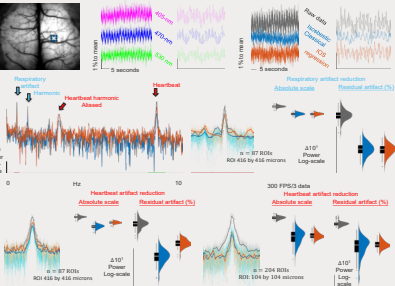 405-nm
470-nm
530-nm
1% to mean
5 seconds
Raw data
Isosbestic
Classical
IOS
regression
1% to mean
5 seconds
Respiratory
artifact
Harmonic
Heartbeat harmonic
Aliased
Heartbeat
0
Hz
10
n = 87 ROIs
ROI 416 by 416 microns
Respiratory artifact reduction
Absolute scale
Residual artifact (%)
Δ10¹
Power
Log-scale
Heartbeat artifact reduction
Absolute scale
Residual artifact (%)
n = 87 ROIs
ROI 416 by 416 microns
Δ10¹
Power
Log-scale
300 FPS/3 data
Heartbeat artifact reduction
Absolute scale
Residual artifact (%)
n = 204 ROIs
ROI: 104 by 104 microns
Δ10¹
Power
Log-
scale